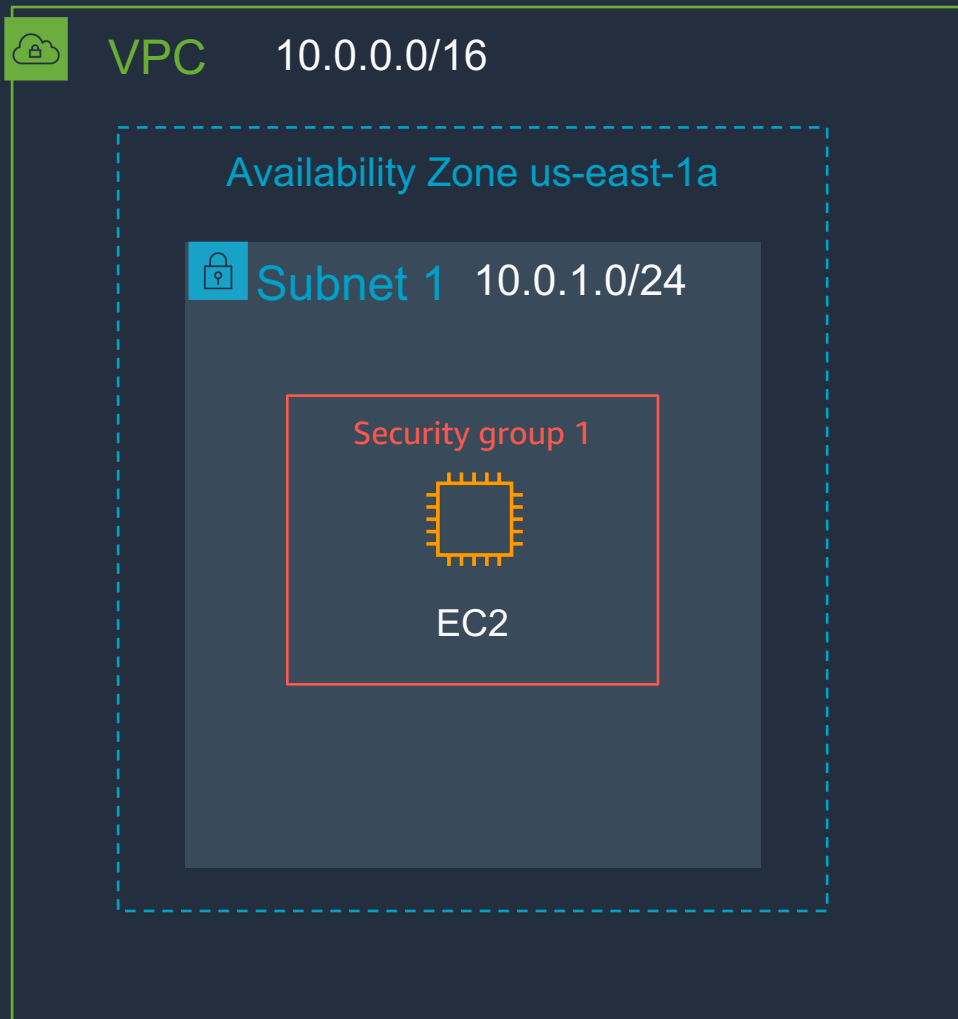 VPC 10.0.0.0/16
Availability Zone us-east-1a
Subnet 1 10.0.1.0/24
Security group 1
EC2